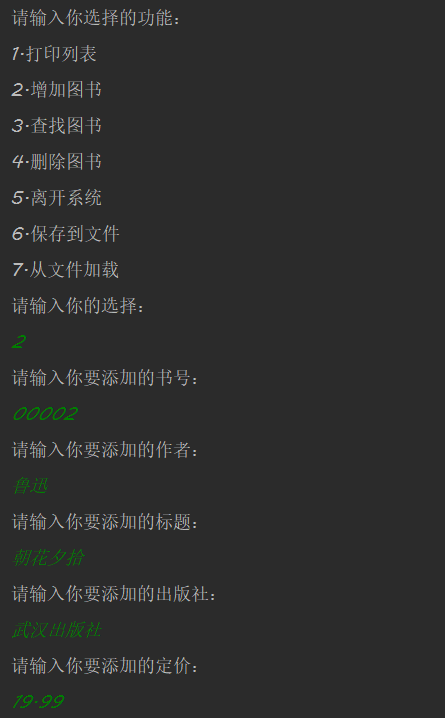 请输入你选择的功能：
1.打印列表
2.增加图书
3.查找图书
4.删除图书
5.离开系统
6.保存到文件
7.从文件加载
请输入你的选择：
2
请输入你要添加的书号：
00002
请输入你要添加的作者：
鲁迅
请输入你要添加的标题：
朝花夕拾
请输入你要添加的出版社：
武汉出版社
请输入你要添加的定价：
19.99